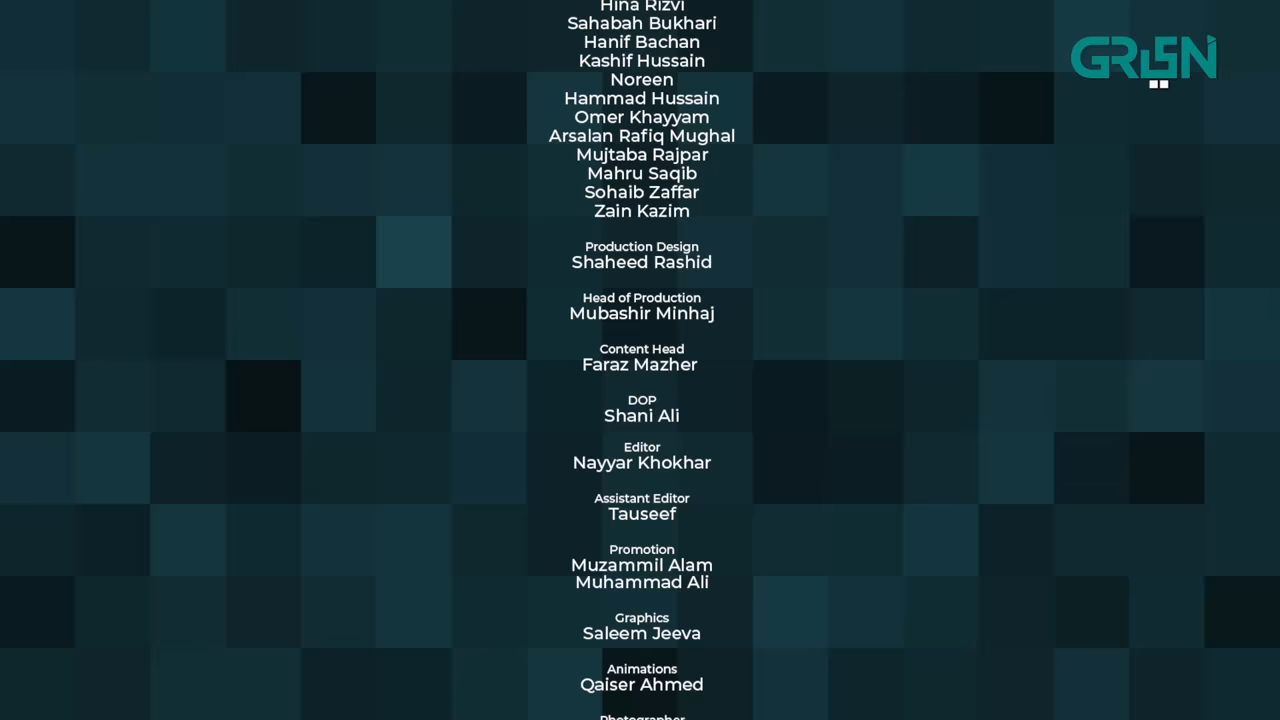 Hina Rizvi
Sahabah Bukhari
Hanif Bachan
Kashif Hussain
Noreen
Hammad Hussain
Omer Khayyam
Arsalan Rafiq Mughal
Mujtaba Rajpar
Mahru Saqib
Sohaib Zaffar
Zain Kazim
Production Design
Shaheed Rashid
Head of Production
Mubashir Minhaj
Content Head
Faraz Mazher
DOP
Shani Ali
Editor
Nayyar Khokhar
Assistant Editor
Tauseef
Promotion
Muzammil Alam
Muhammad Ali
Graphics
Saleem Jeeva
Animations
Qaiser Ahmed
Photographer
GREEN